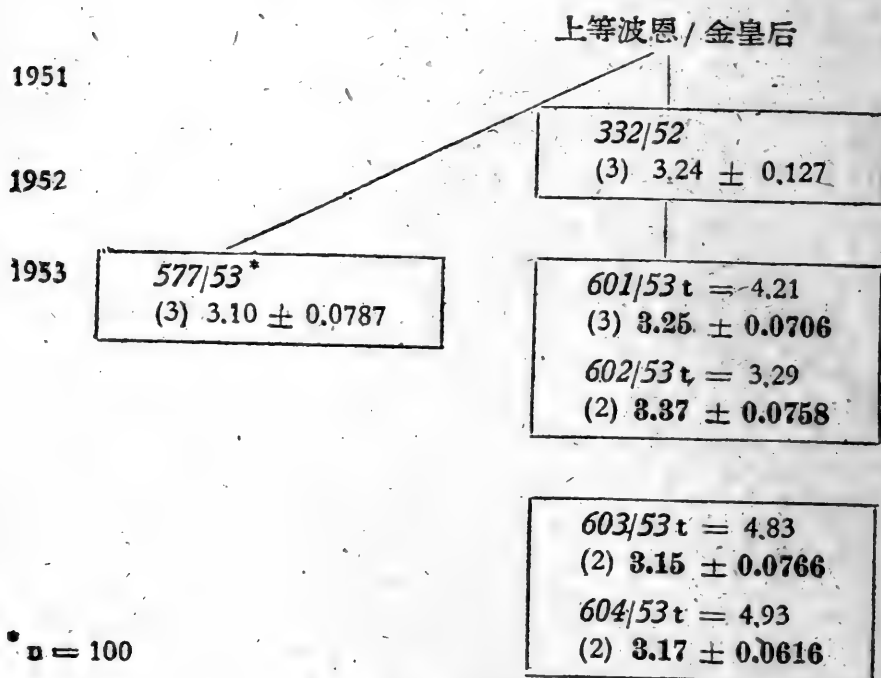 上等波恩 / 金皇后
1951
332/52
(3) 3.24 ± 0.127
1952
1953
577/53*
(3) 3.10 ± 0.0787
601/53 t = 4.21
(3) 3.25 ± 0.0706
602/53 t = 3.29
(2) 3.37 ± 0.0758
603/53 t = 4.83
(2) 3.15 ± 0.0766
604/53 t = 4.93
(2) 3.17 ± 0.0616
* n = 100